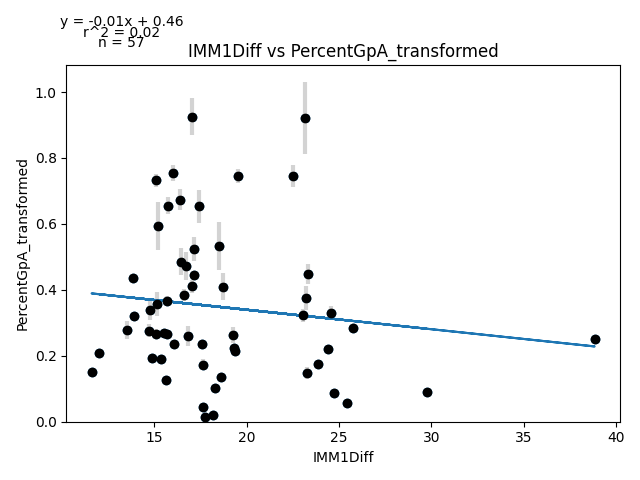 y = -0.01x + 0.46
r^2 = 0.02
n = 57
IMM1Diff vs PercentGpA_transformed
PercentGpA_transformed
1.0
0.8
0.6
0.4
0.2
0.0
15
20
25
30
35
40
IMM1Diff